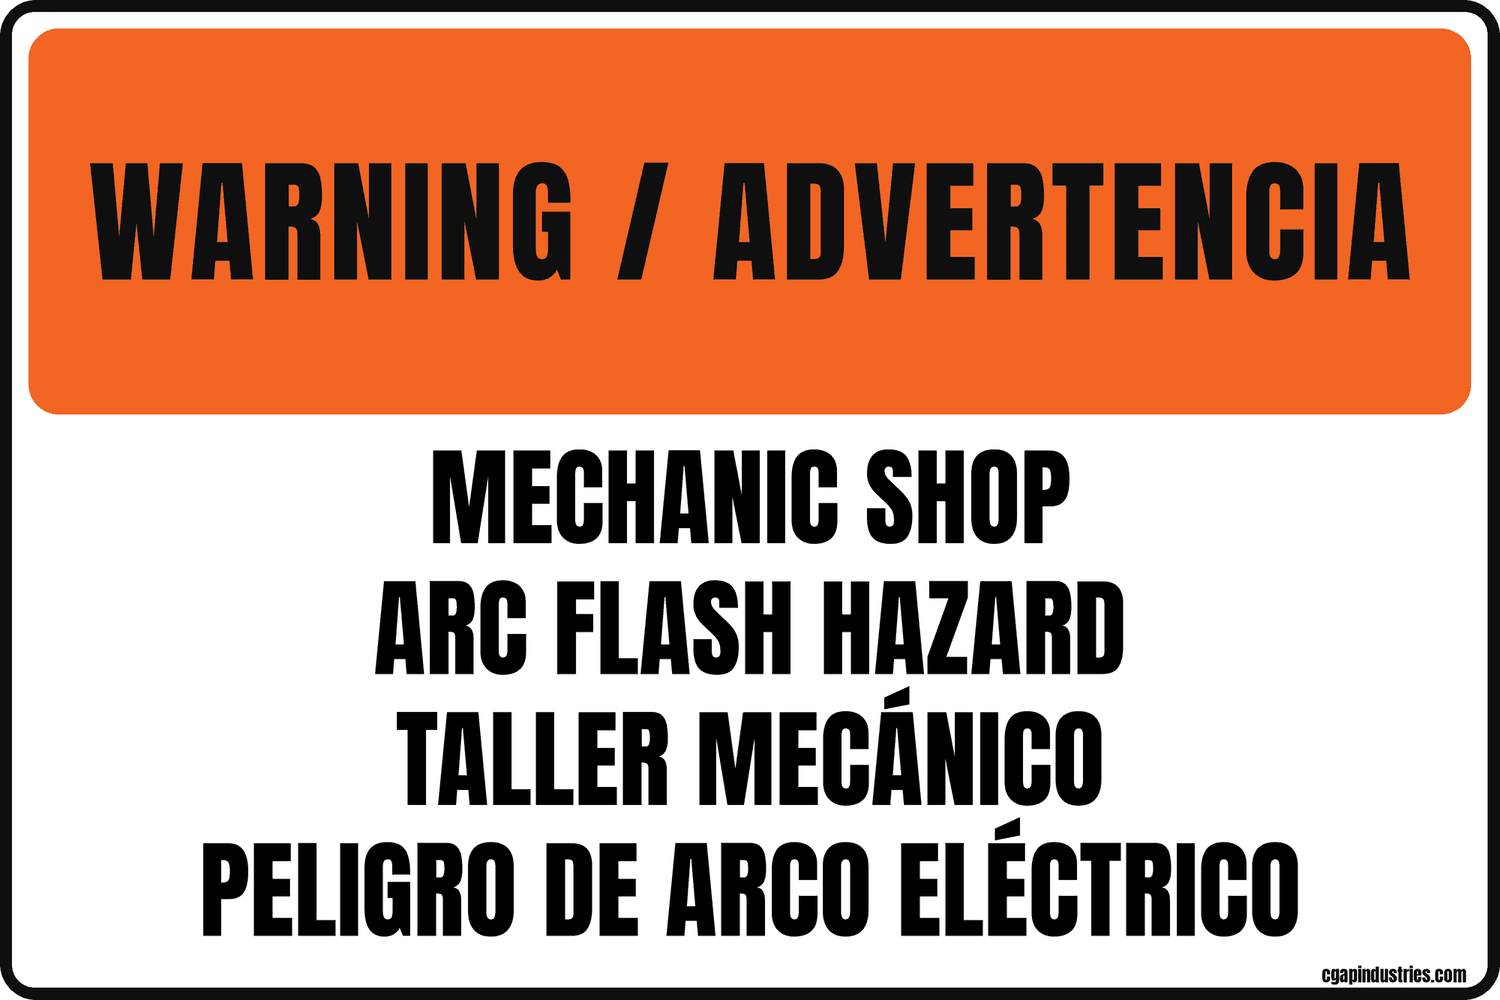 WARNING / ADVERTENCIA
MECHANIC SHOP
ARC FLASH HAZARD
TALLER MECÁNICO
PELIGRO DE ARCO ELÉCTRICO
cgapindustries.com